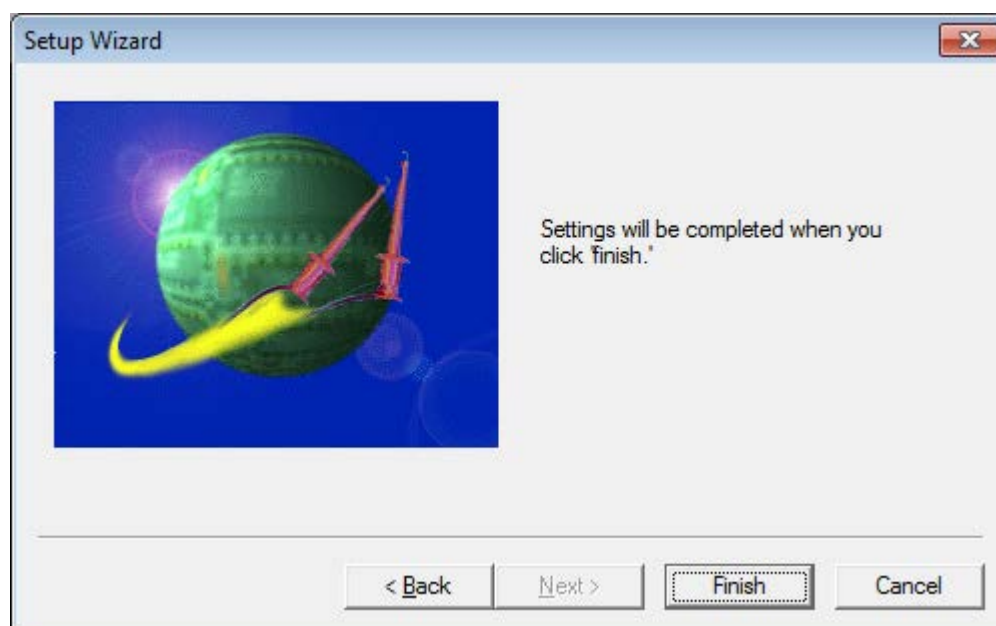 Setup Wizard
Settings will be completed when you
click 'finish.'
< Back
Next >
Finish
Cancel